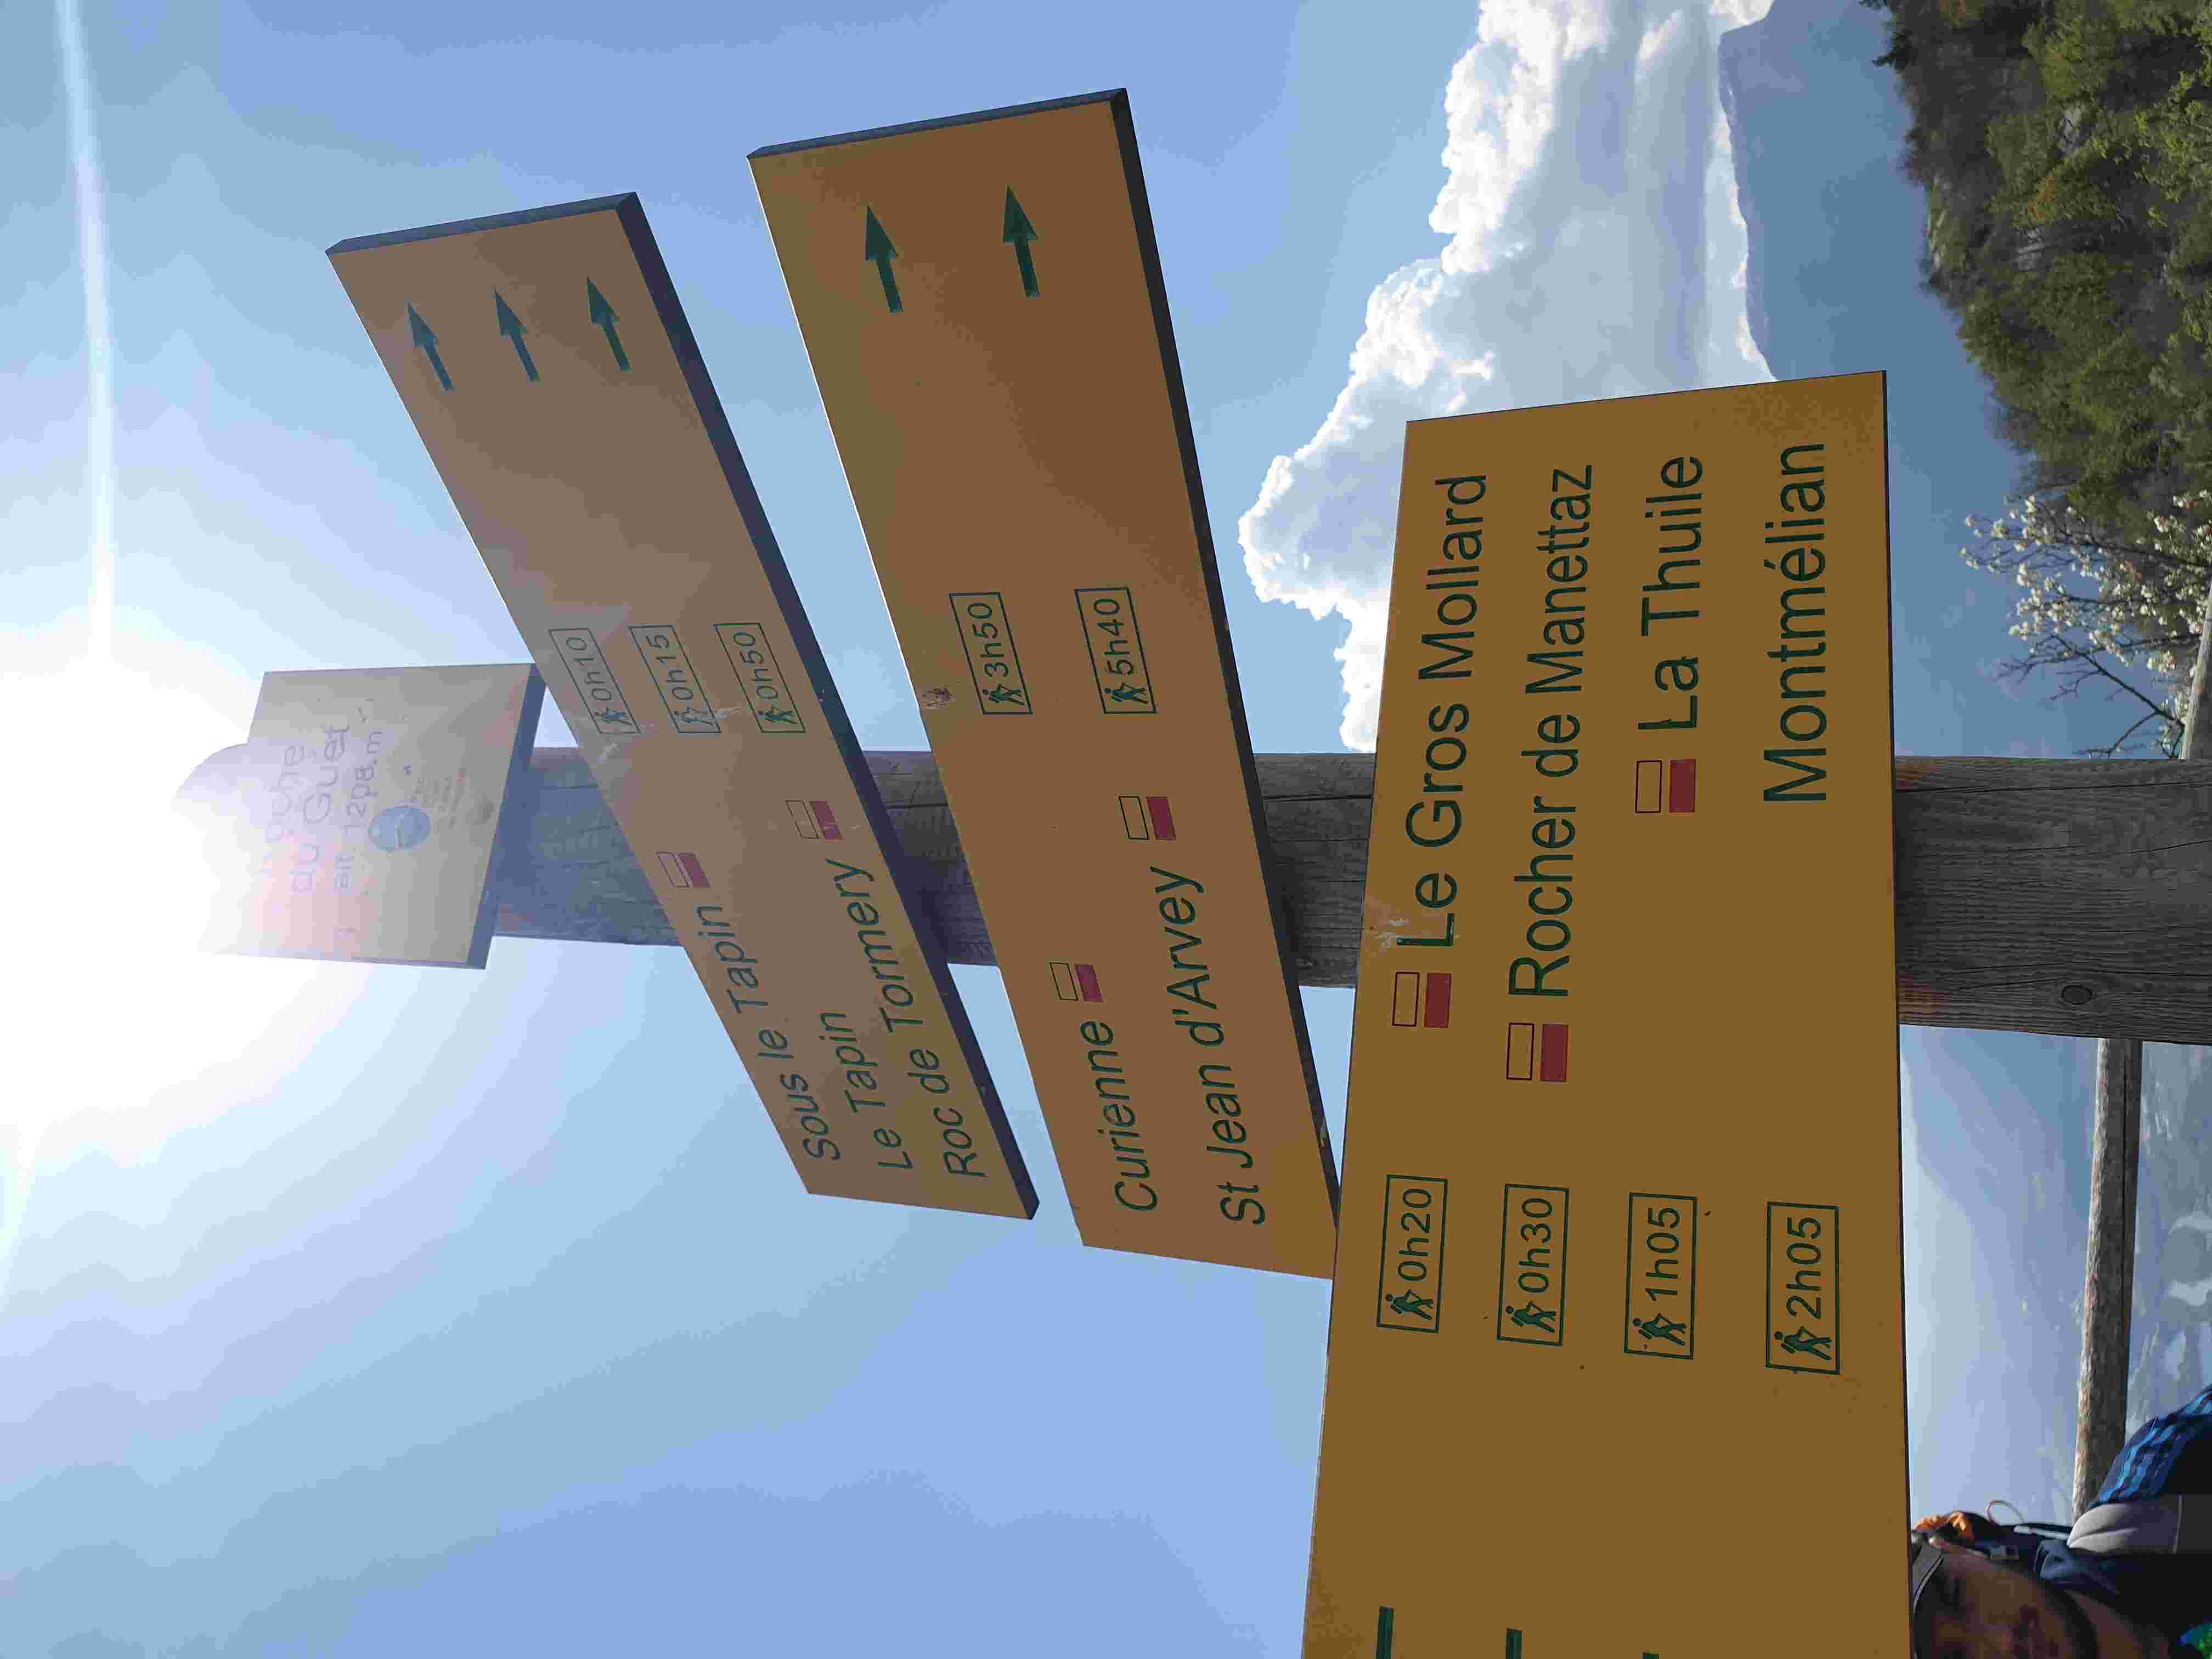 Roche
du Guet
alt. 1208 m
Sous le Tapin 0h10
Le Tapin 0h15
Roc de Tormery 0h50
Curienne 3h50
St Jean d'Arvey 5h40
0h20 Le Gros Mollard
0h30 Rocher de Manettaz
1h05 La Thuile
2h05 Montmélian